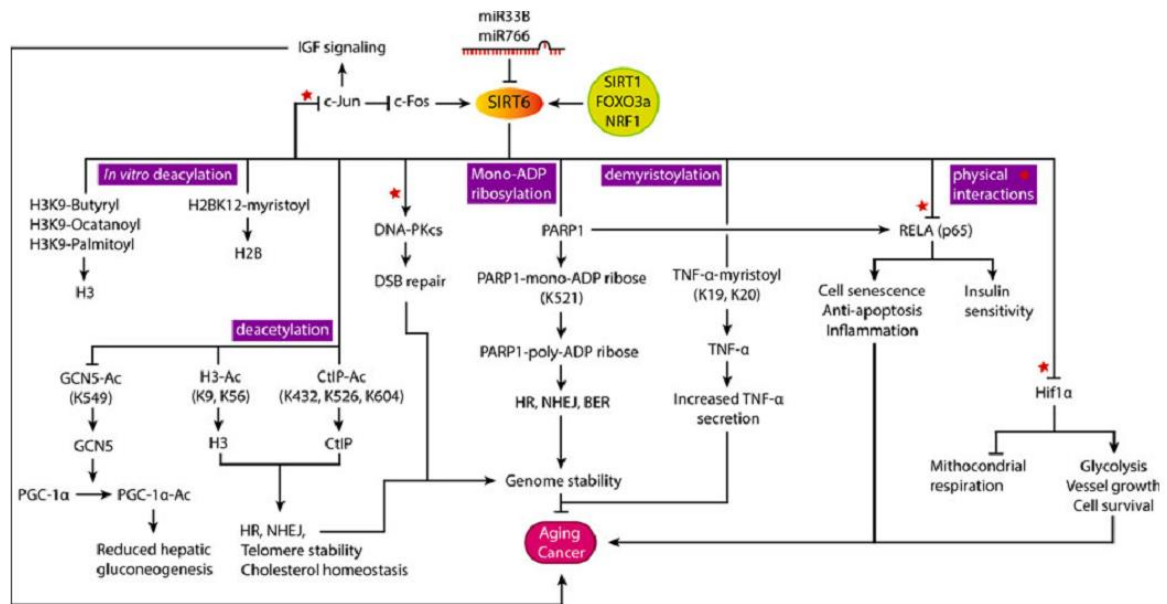 miR33B
miR766
IGF signaling
c-Jun
c-Fos
SIRT6
SIRT1
FOXO3a
NRF1
In vitro deacylation
Mono-ADP
ribosylation
demyristoylation
physical
interactions
H3K9-Butyryl
H3K9-Ocatanoyl
H3K9-Palmitoyl
H3
H2BK12-myristoyl
H2B
DNA-PKcs
DSB repair
PARP1
PARP1-mono-ADP ribose
(K521)
PARP1-poly-ADP ribose
HR, NHEJ, BER
Genome stability
TNF-α-myristoyl
(K19, K20)
TNF-α
Increased TNF-α
secretion
RELA (p65)
Cell senescence
Anti-apoptosis
Inflammation
Insulin
sensitivity
deacetylation
GCN5-Ac
(K549)
GCN5
PGC-1α
PGC-1α-Ac
Reduced hepatic
gluconeogenesis
H3-Ac
(K9, K56)
H3
CtIP-Ac
(K432, K526, K604)
CtIP
HR, NHEJ,
Telomere stability
Cholesterol homeostasis
Hif1α
Mithocondrial
respiration
Glycolysis
Vessel growth
Cell survival
Aging
Cancer